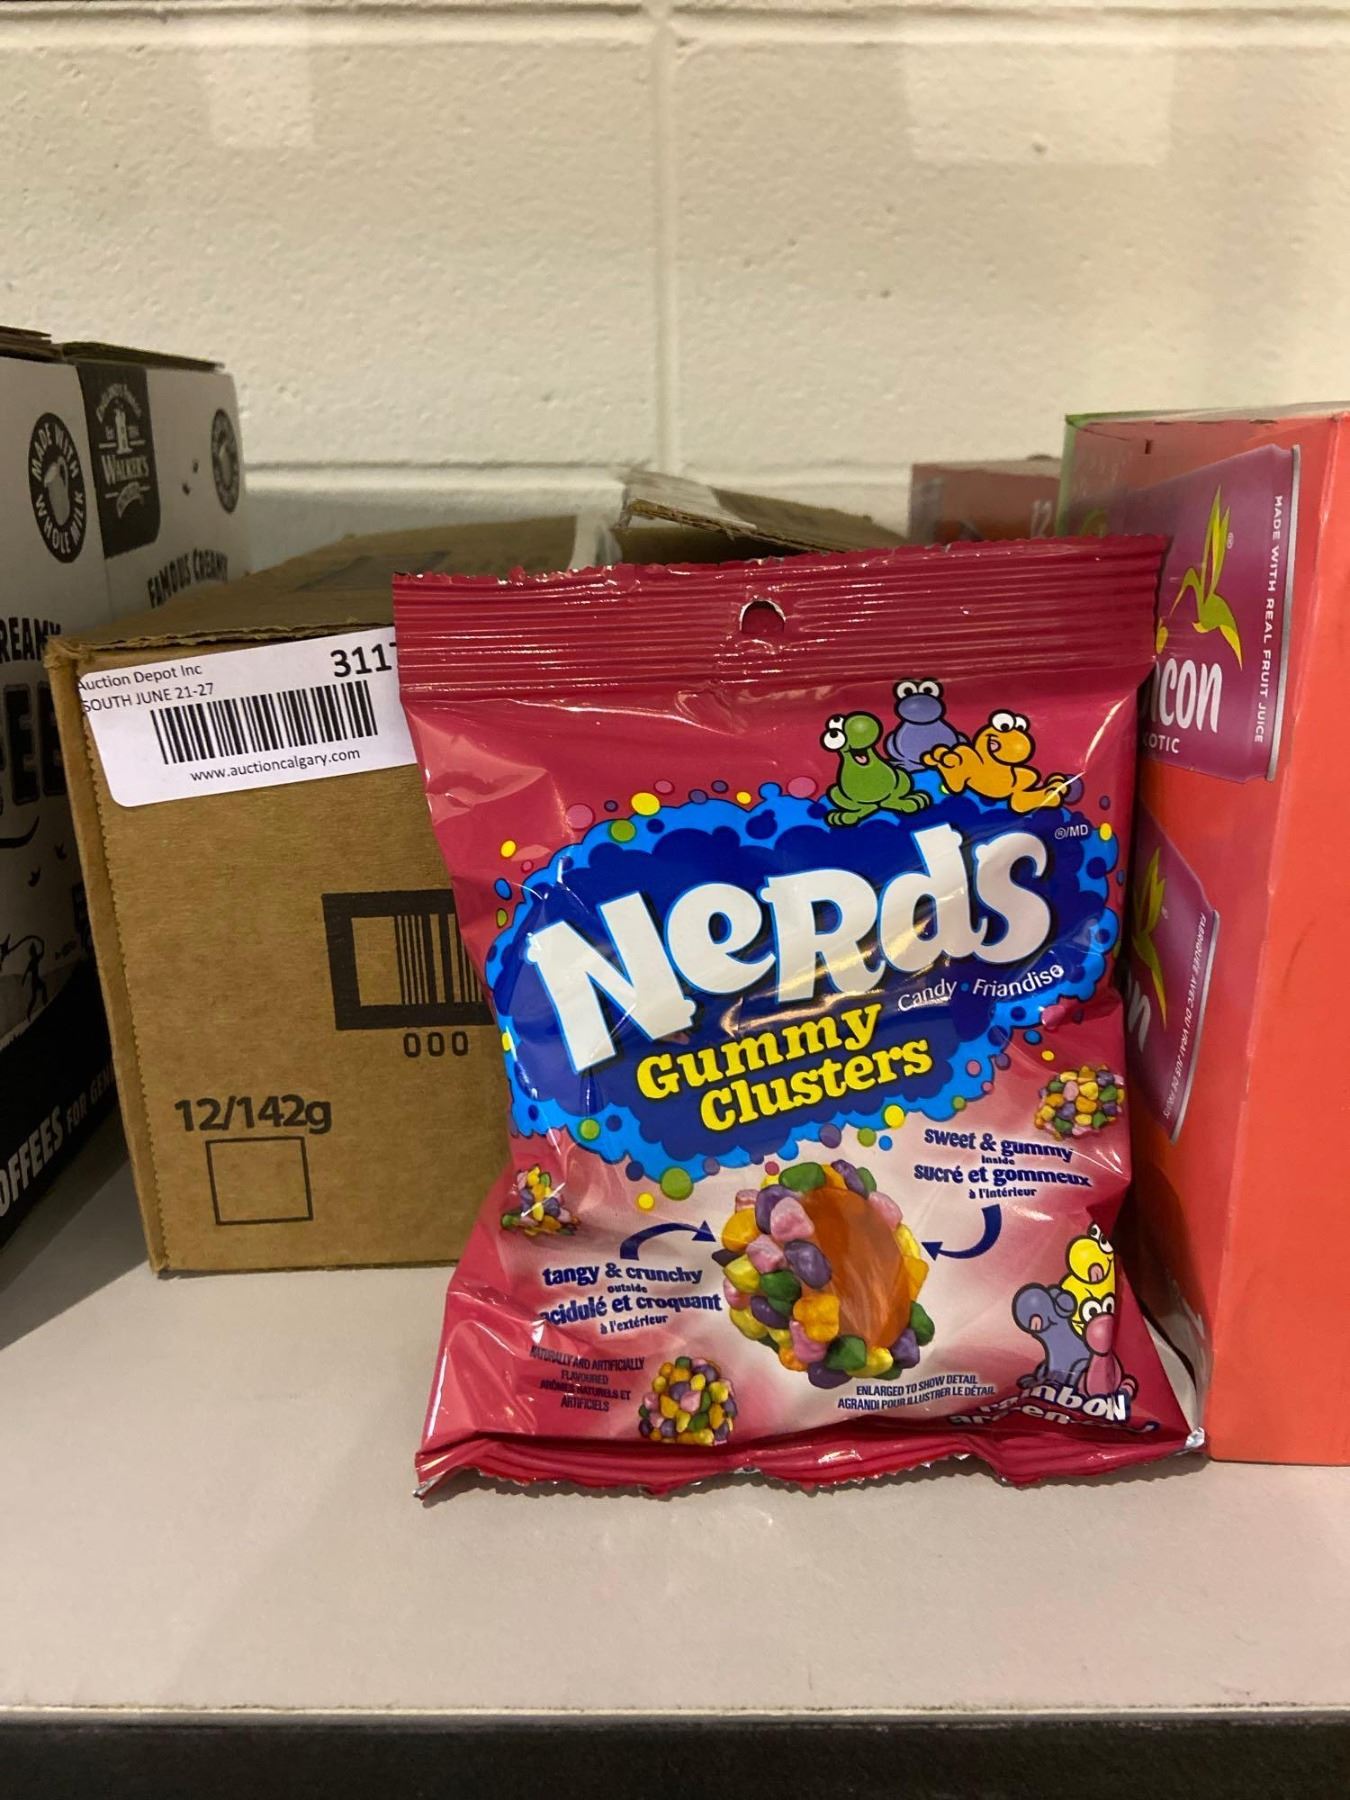 MADE WITH
WHOLE MILK
WALKER'S
FAMOUS CREAMY
Auction Depot Inc
SOUTH JUNE 21-27
www.auctioncalgary.com
000
12/142g
NeRds
®/MD
Candy • Friandise
Gummy
Clusters
sweet & gummy
inside
sucré et gommeux
à l'intérieur
tangy & crunchy
outside
acidulé et croquant
à l'extérieur
NATURALLY AND ARTIFICIALLY
FLAVOURED
ARÔMES NATURELS ET
ARTIFICIELS
ENLARGED TO SHOW DETAIL
AGRANDI POUR ILLUSTRER LE DÉTAIL
MADE WITH REAL FRUIT JUICE